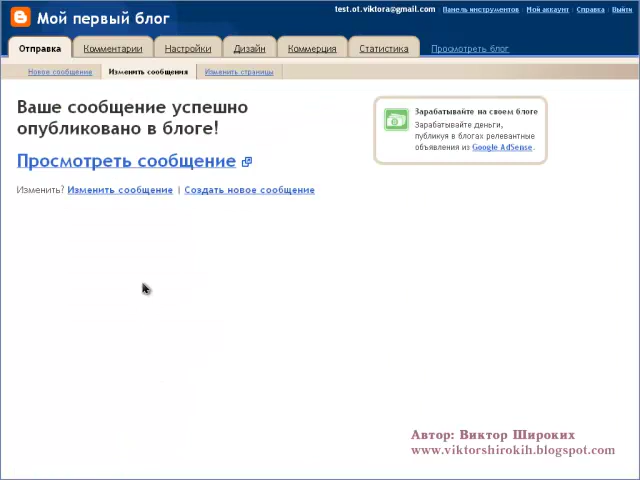 Мой первый блог
test.ot.viktora@gmail.com | Панель инструментов | Мой аккаунт | Справка | Выйти
Отправка Комментарии Настройки Дизайн Коммерция Статистика Просмотреть блог
Новое сообщение Изменить сообщения Изменить страницы
Ваше сообщение успешно
опубликовано в блоге!
Просмотреть сообщение
Изменить? Изменить сообщение | Создать новое сообщение
Зарабатывайте на своем блоге
Зарабатывайте деньги,
публикуя в блогах релевантные
объявления из Google AdSense.
Автор: Виктор Широких
www.viktorshirokih.blogspot.com